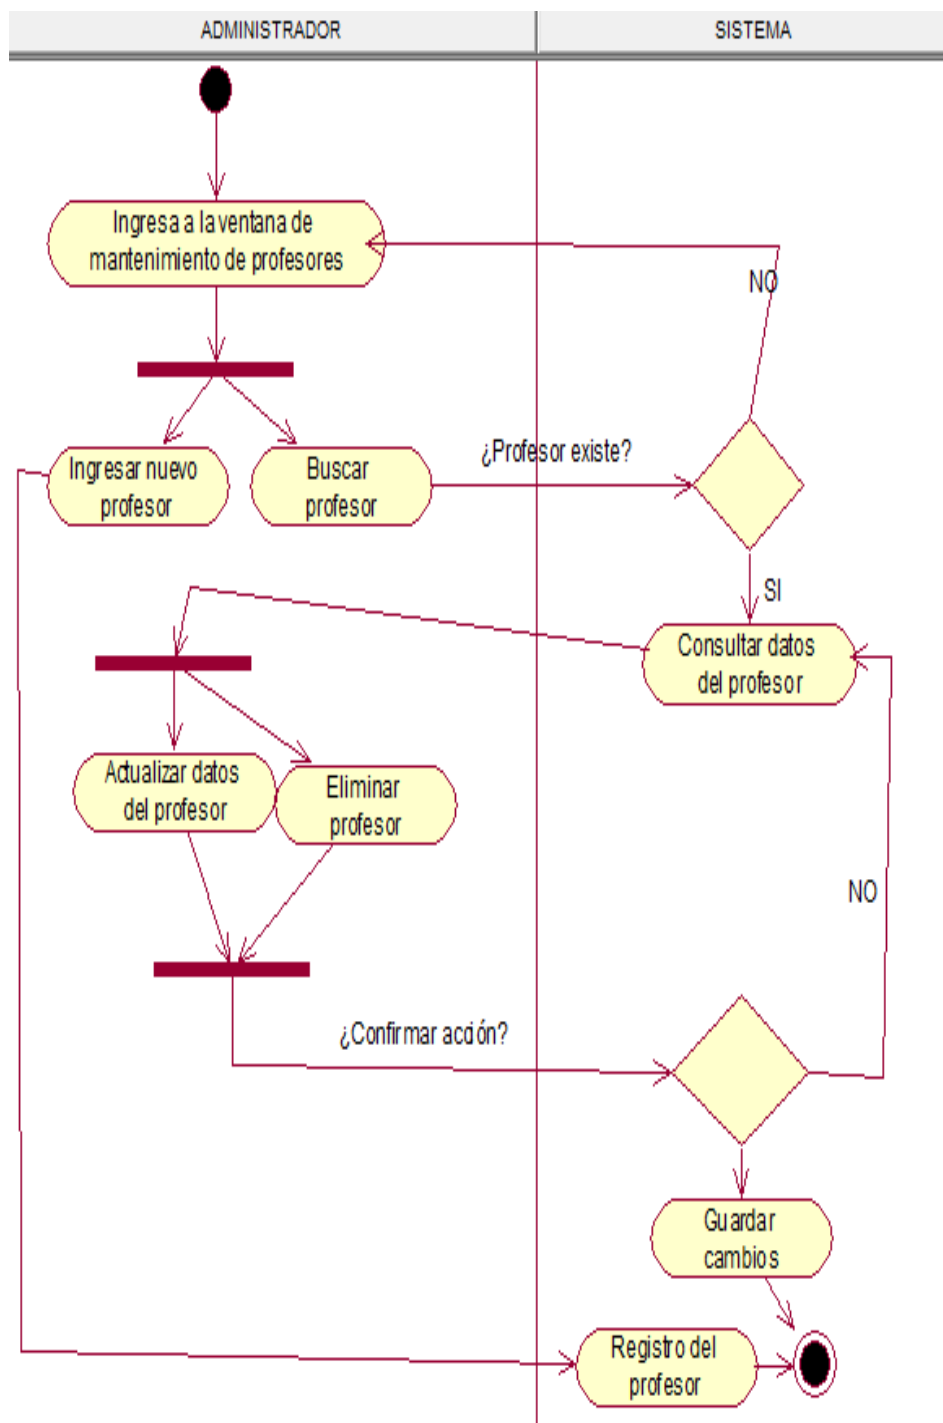 ADMINISTRADOR
SISTEMA
Ingresa a la ventana de
mantenimiento de profesores
NO
Ingresar nuevo
profesor
Buscar
profesor
¿Profesor existe?
SI
Consultar datos
del profesor
Actualizar datos
del profesor
Eliminar
profesor
NO
¿Confirmar acción?
Guardar
cambios
Registro del
profesor